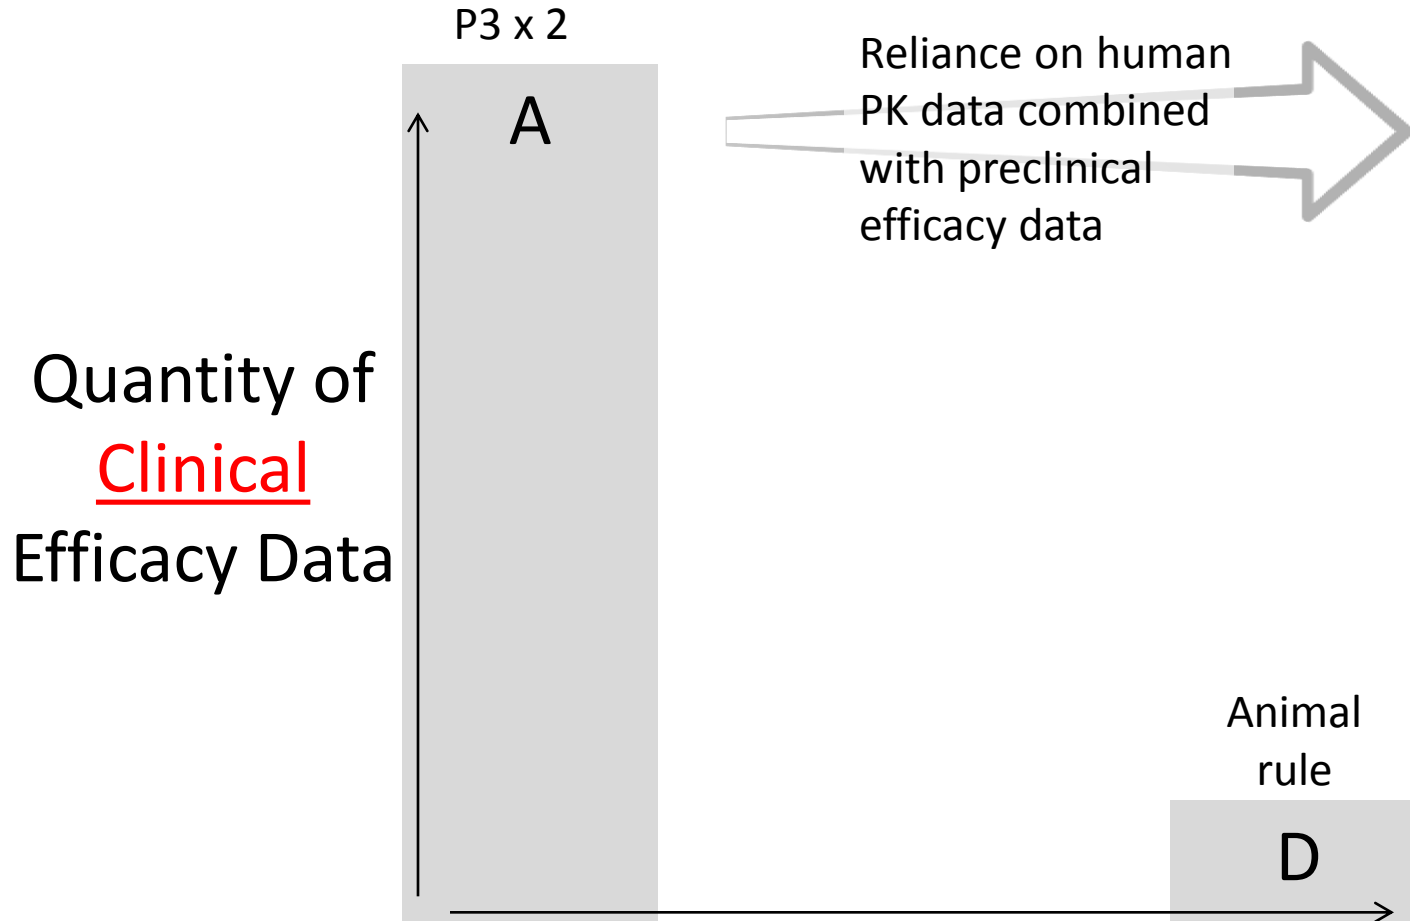 P3 x 2
A
Reliance on human
PK data combined
with preclinical
efficacy data
Quantity of
Clinical
Efficacy Data
Animal
rule
D